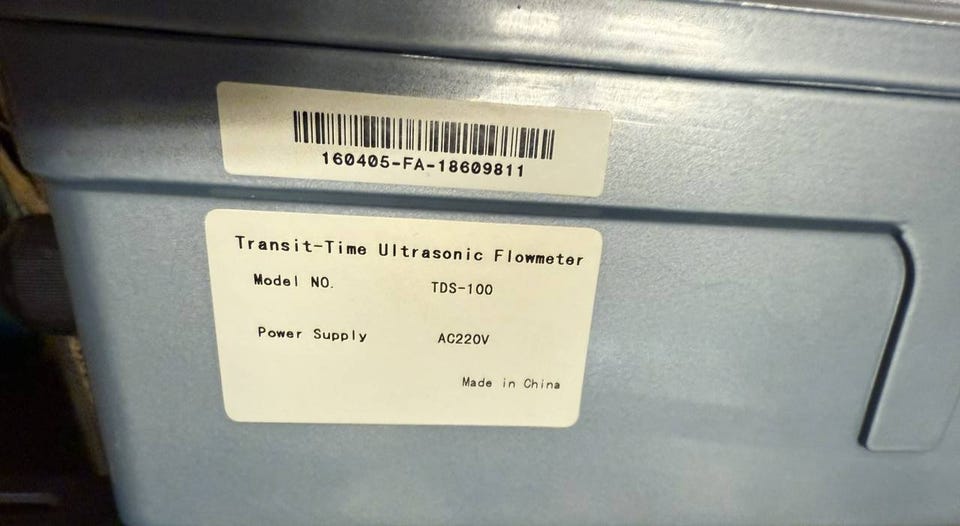 160405-FA-18609811
Transit-Time Ultrasonic Flowmeter
Model NO. TDS-100
Power Supply AC220V
Made in China